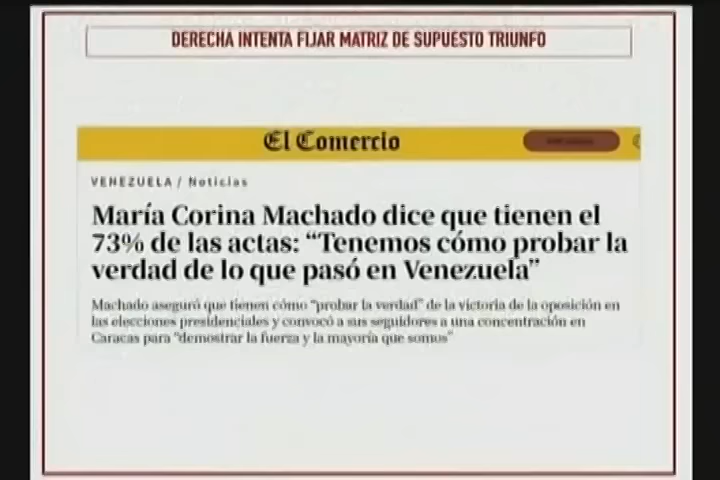 DERECHA INTENTA FIJAR MATRIZ DE SUPUESTO TRIUNFO
El Comercio
VENEZUELA / Noticias
María Corina Machado dice que tienen el
73% de las actas: “Tenemos cómo probar la
verdad de lo que pasó en Venezuela”
Machado aseguró que tienen cómo “probar la verdad” de la victoria de la oposición en
las elecciones presidenciales y convocó a sus seguidores a una concentración en
Caracas para “demostrar la fuerza y la mayoría que somos”